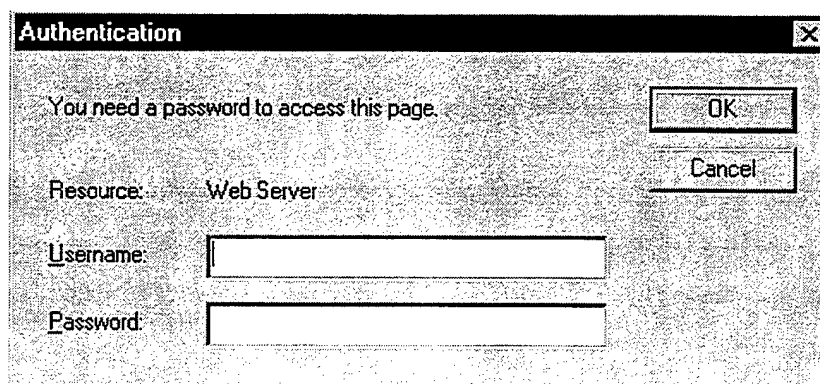 Authentication
You need a password to access this page.
OK
Cancel
Resource: Web Server
Username:
Password: